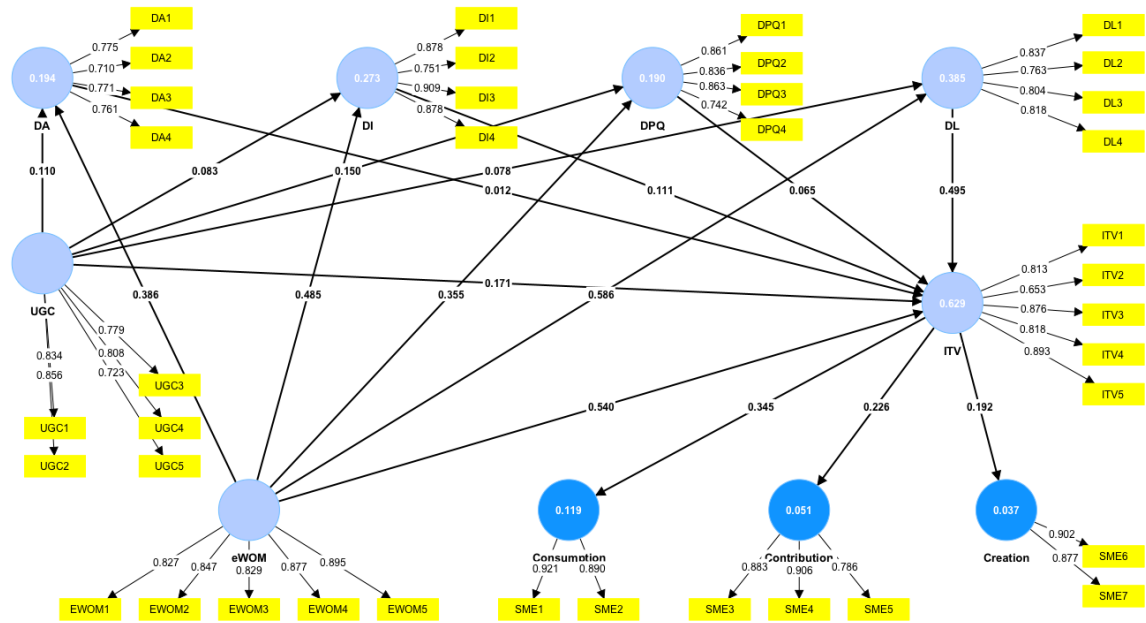 DA1
DI1
DPQ1
DL1
0.775
0.878
0.861
0.837
DA2
DI2
DPQ2
DL2
0.710
0.751
0.836
0.763
0.194
0.273
0.190
0.385
0.771
0.909
0.863
0.804
DA3
DI3
DPQ3
DL3
0.761
0.878
0.742
0.818
DA
DI
DPQ
DL
DA4
DI4
DPQ4
DL4
0.110
0.083
0.150
0.078
0.012
0.111
0.065
0.495
ITV1
0.813
ITV2
0.653
0.171
0.386
0.485
0.355
0.586
0.629
0.876
ITV3
UGC
0.818
ITV
ITV4
0.779
0.893
0.834
0.808
0.856
0.723
UGC3
ITV5
0.540
0.345
0.226
0.192
UGC1
UGC4
UGC2
UGC5
0.119
0.051
0.037
eWOM
Consumption
Contribution
Creation
0.902
SME6
0.827
0.847
0.829
0.877
0.895
0.921
0.890
0.883
0.906
0.786
0.877
SME7
EWOM1
EWOM2
EWOM3
EWOM4
EWOM5
SME1
SME2
SME3
SME4
SME5